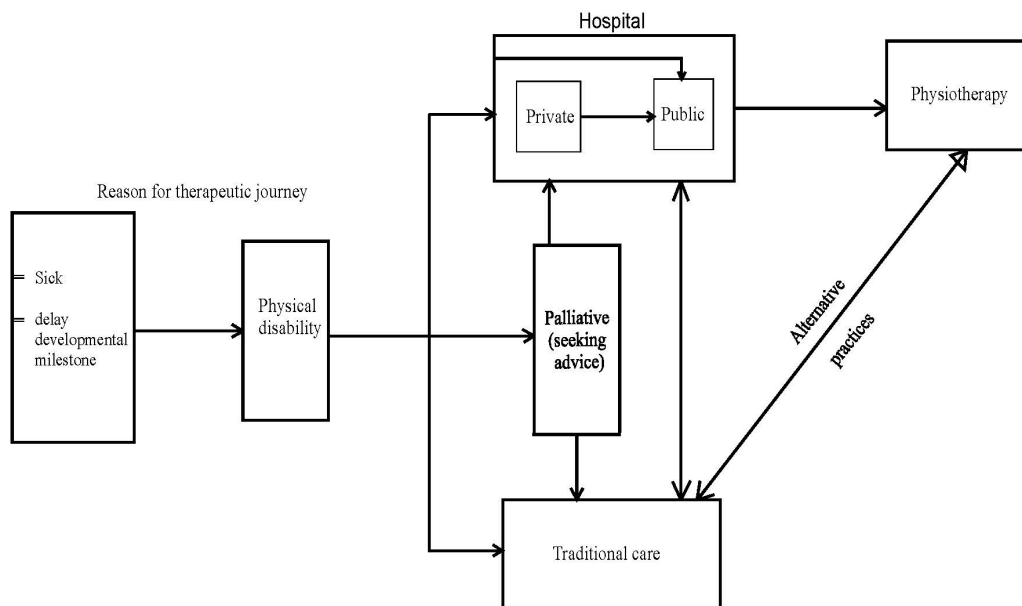 Hospital
Private
Public
Physiotherapy
Reason for therapeutic journey
Sick
delay
developmental
milestone
Physical
disability
Palliative
(seeking
advice)
Alternative
practices
Traditional care